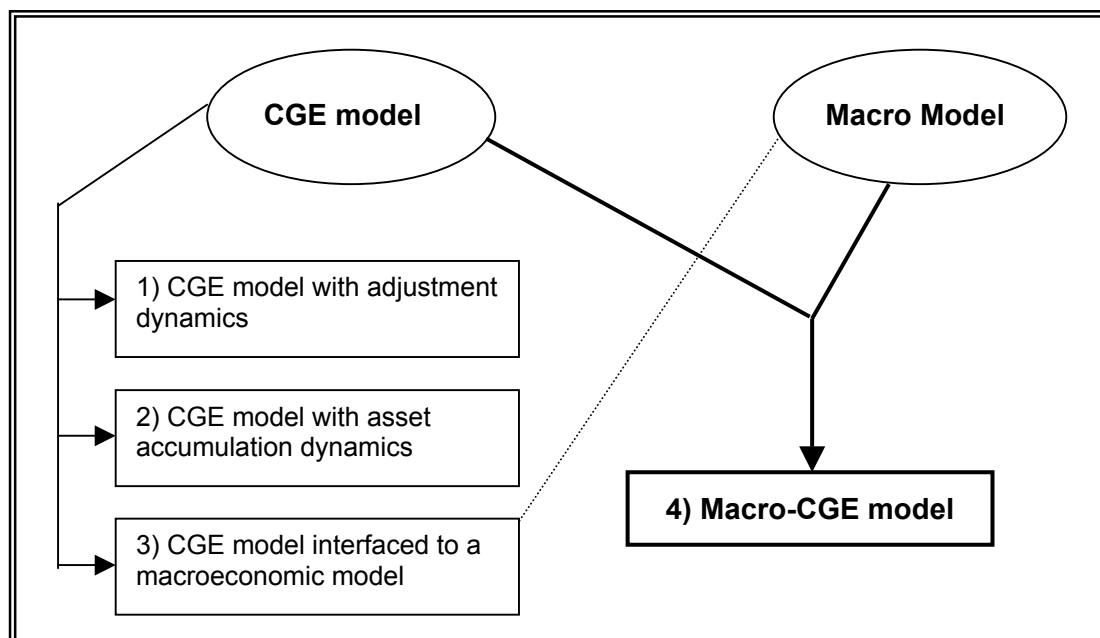 CGE model
Macro Model
1) CGE model with adjustment
dynamics
2) CGE model with asset
accumulation dynamics
3) CGE model interfaced to a
macroeconomic model
4) Macro-CGE model